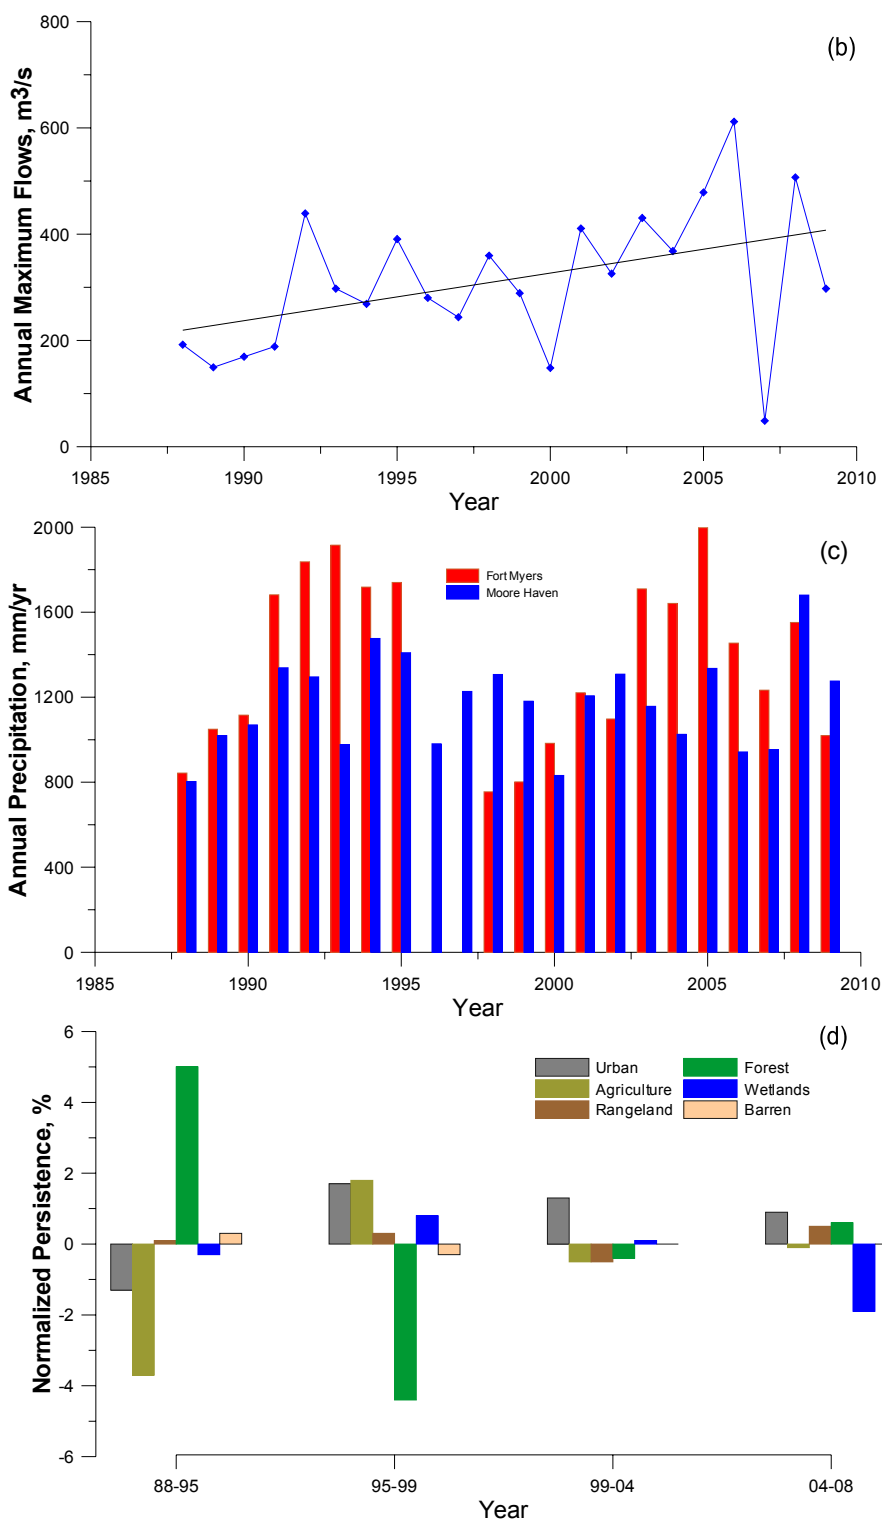 800
(b)
600
400
200
0
Annual Maximum Flows, m3/s
1985 1990 1995 2000 2005 2010
Year
2000
(c)
Fort Myers
Moore Haven
1600
1200
800
400
0
Annual Precipitation, mm/yr
1985 1990 1995 2000 2005 2010
Year
(d)
6
Urban Forest
Agriculture Wetlands
Rangeland Barren
4
2
0
-2
-4
-6
Normalized Persistence, %
88-95 95-99 99-04 04-08
Year